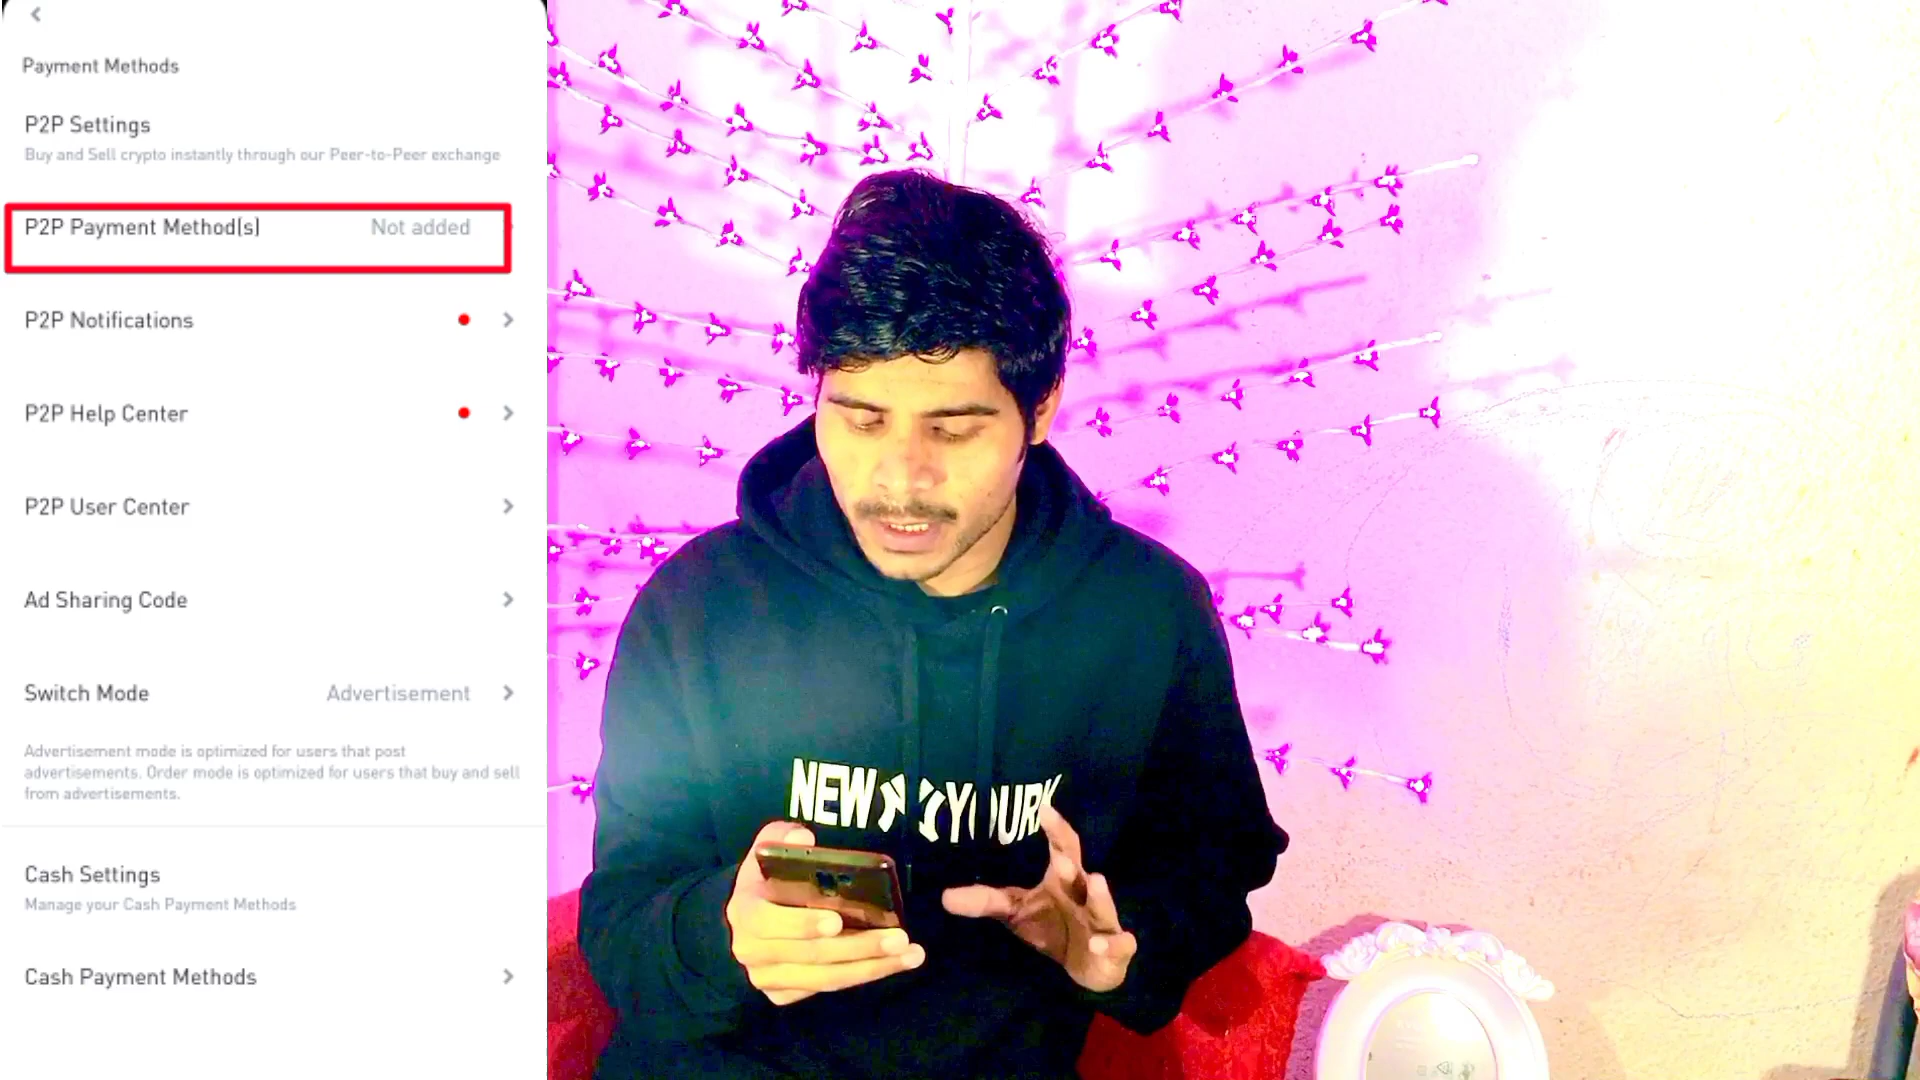 Payment Methods
P2P Settings
Buy and Sell crypto instantly through our Peer-to-Peer exchange
P2P Payment Method(s) Not added
P2P Notifications
P2P Help Center
P2P User Center
Ad Sharing Code
Switch Mode Advertisement
Advertisement mode is optimized for users that post
advertisements. Order mode is optimized for users that buy and sell
from advertisements.
Cash Settings
Manage your Cash Payment Methods
Cash Payment Methods
NEW YOURK